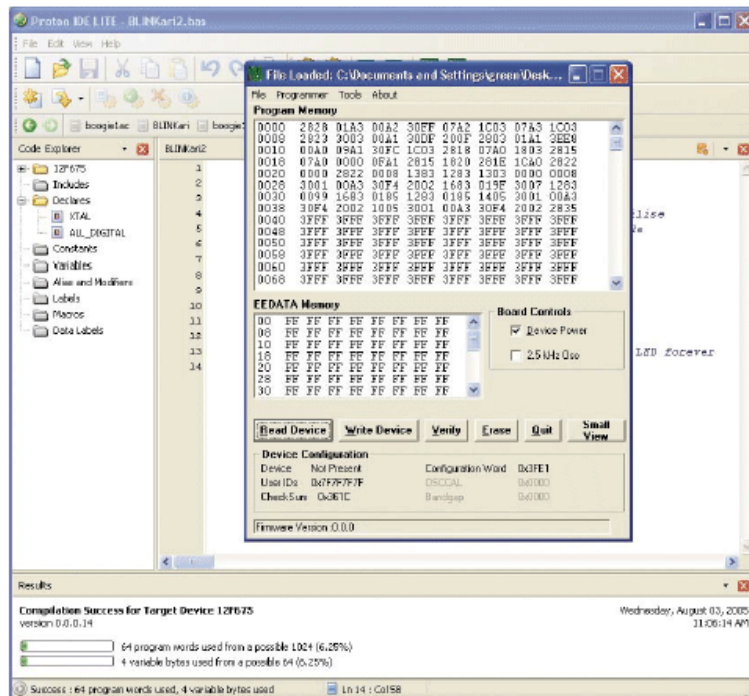 Proton IDE LITE - BLINKari2.bas
File Edit View Help
boogietac BLINKari
Code Explorer
BLINKari2
12F675
Includes
Declares
XTAL
ALL_DIGITAL
Constants
Variables
Alias and Modifiers
Labels
Macros
Data Labels
1
2
3
4
5
6
7
8
9
10
11
12
13
14
LED forever
File Loaded: C:\Documents and Settings\green\Desk...
File Programmer Tools About
Program Memory
0000 2828 01A3 00A2 30FF 07A2 1C03 07A3 1C03
0008 2823 3003 00A1 30DF 200F 2803 01A1 3EE8
0010 00A0 09A1 30FC 1C03 2818 07A0 1803 2815
0018 07A0 0000 0FA1 2815 1820 281E 1CA0 2822
0020 0000 2822 0008 1383 1283 1303 0000 0008
0028 3001 00A3 30F4 2002 1683 019F 3007 1283
0030 0099 1683 0185 1283 0185 1405 3001 00A3
0038 30F4 2002 1005 3001 00A3 30F4 2002 2835
0040 3FFF 3FFF 3FFF 3FFF 3FFF 3FFF 3FFF 3FFF
0048 3FFF 3FFF 3FFF 3FFF 3FFF 3FFF 3FFF 3FFF
0050 3FFF 3FFF 3FFF 3FFF 3FFF 3FFF 3FFF 3FFF
0058 3FFF 3FFF 3FFF 3FFF 3FFF 3FFF 3FFF 3FFF
0060 3FFF 3FFF 3FFF 3FFF 3FFF 3FFF 3FFF 3FFF
0068 3FFF 3FFF 3FFF 3FFF 3FFF 3FFF 3FFF 3FFF
EEDATA Memory
00 FF FF FF FF FF FF FF FF
08 FF FF FF FF FF FF FF FF
10 FF FF FF FF FF FF FF FF
18 FF FF FF FF FF FF FF FF
20 FF FF FF FF FF FF FF FF
28 FF FF FF FF FF FF FF FF
30 FF FF FF FF FF FF FF FF
Board Controls
Device Power
2.5 kHz Osc
Read Device Write Device Verify Erase Quit Small View
Device Configuration
Device Not Present Configuration Word 0x3FE1
User IDs 0x7F7F7F7F OSCCAL 0x0000
CheckSum 0x361C Bandgap 0x0000
Firmware Version :0.0.0
Results
Compilation Success for Target Device 12F675
version 0.0.0.14
Wednesday, August 03, 2005
11:06:14 AM
64 program words used from a possible 1024 (6.25%)
4 variable bytes used from a possible 64 (6.25%)
Success : 64 program words used, 4 variable bytes used Ln 14 : Col 58